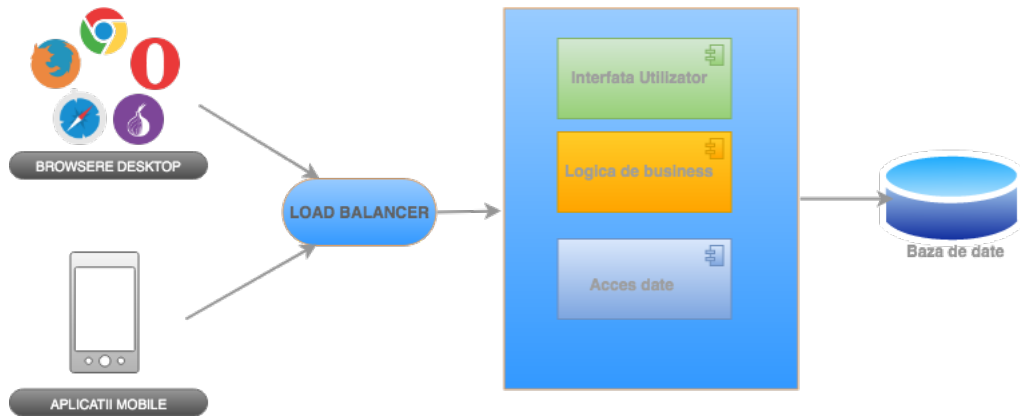 BROWSERE DESKTOP
APLICATII MOBILE
LOAD BALANCER
Interfata Utilizator
Logica de business
Acces date
Baza de date